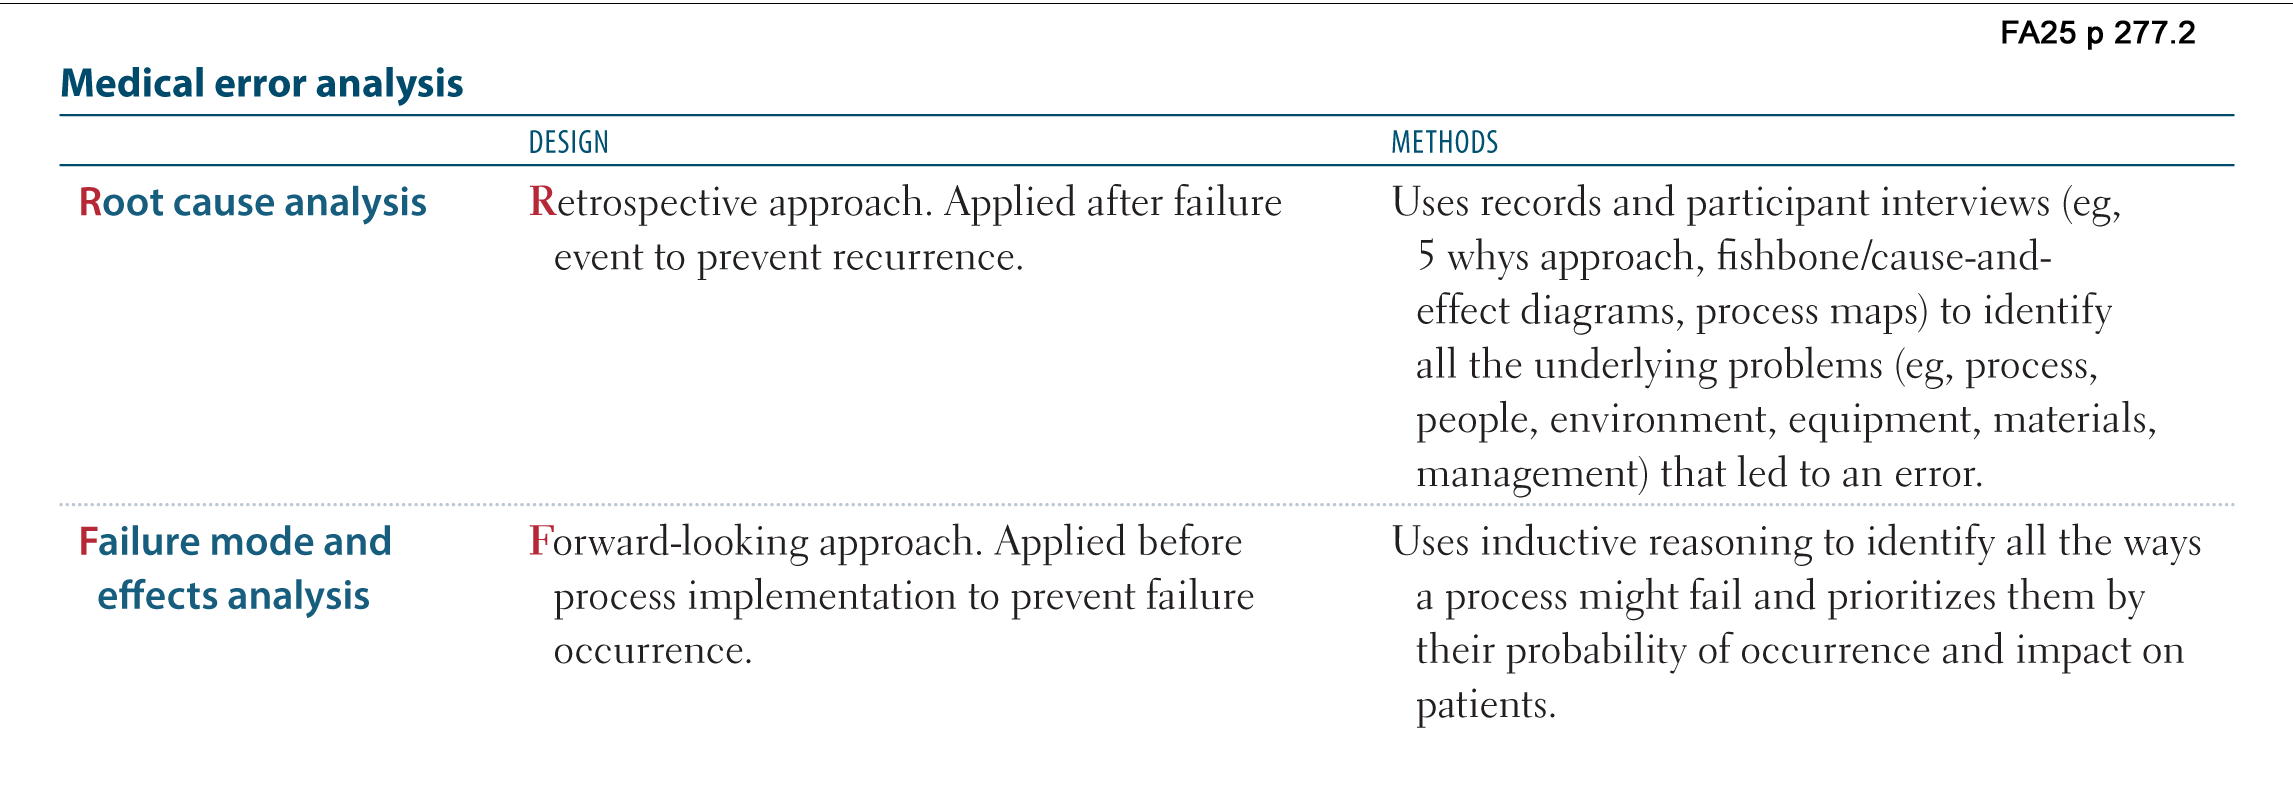 FA25 p 277.2
Medical error analysis
DESIGN METHODS
Root cause analysis Retrospective approach. Applied after failure Uses records and participant interviews (eg,
event to prevent recurrence. 5 whys approach, fishbone/cause-and-
effect diagrams, process maps) to identify
all the underlying problems (eg, process,
people, environment, equipment, materials,
management) that led to an error.
Failure mode and Forward-looking approach. Applied before Uses inductive reasoning to identify all the ways
effects analysis process implementation to prevent failure a process might fail and prioritizes them by
occurrence. their probability of occurrence and impact on
patients.